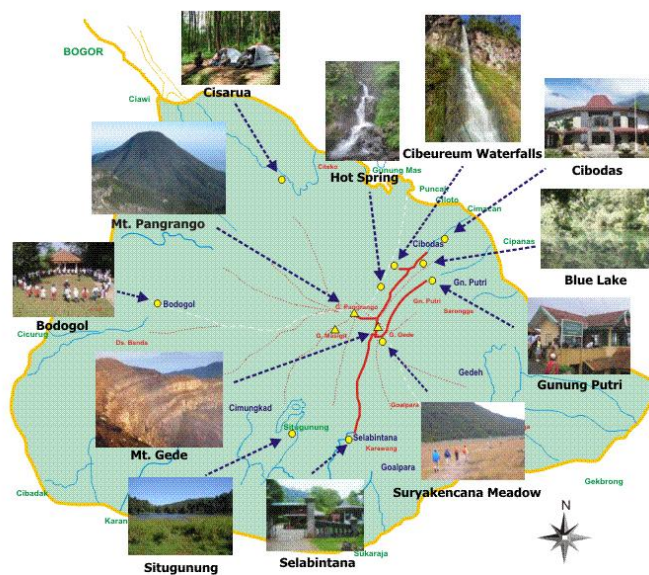 BOGOR
Ciawi
Cisarua
Cibeureum Waterfalls
Cibodas
Hot Spring
Gunung Mas
Puncak
Ciloto
Cimacan
Cipanas
Mt. Pangrango
Cibodas
Blue Lake
Bodogol
Bodogol
Gn. Putri
Gn. Putri
G. Pangrango
Sarongge
G. Masigit
G. Gede
Cicurug
Ds. Benda
Gunung Putri
Gedeh
Goalpara
Cimungkad
Mt. Gede
Situgunung
Selabintana
Karawang
Goalpara
Suryakencana Meadow
Gekbrong
Cibadak
Situgunung
Selabintana
Sukaraja
N